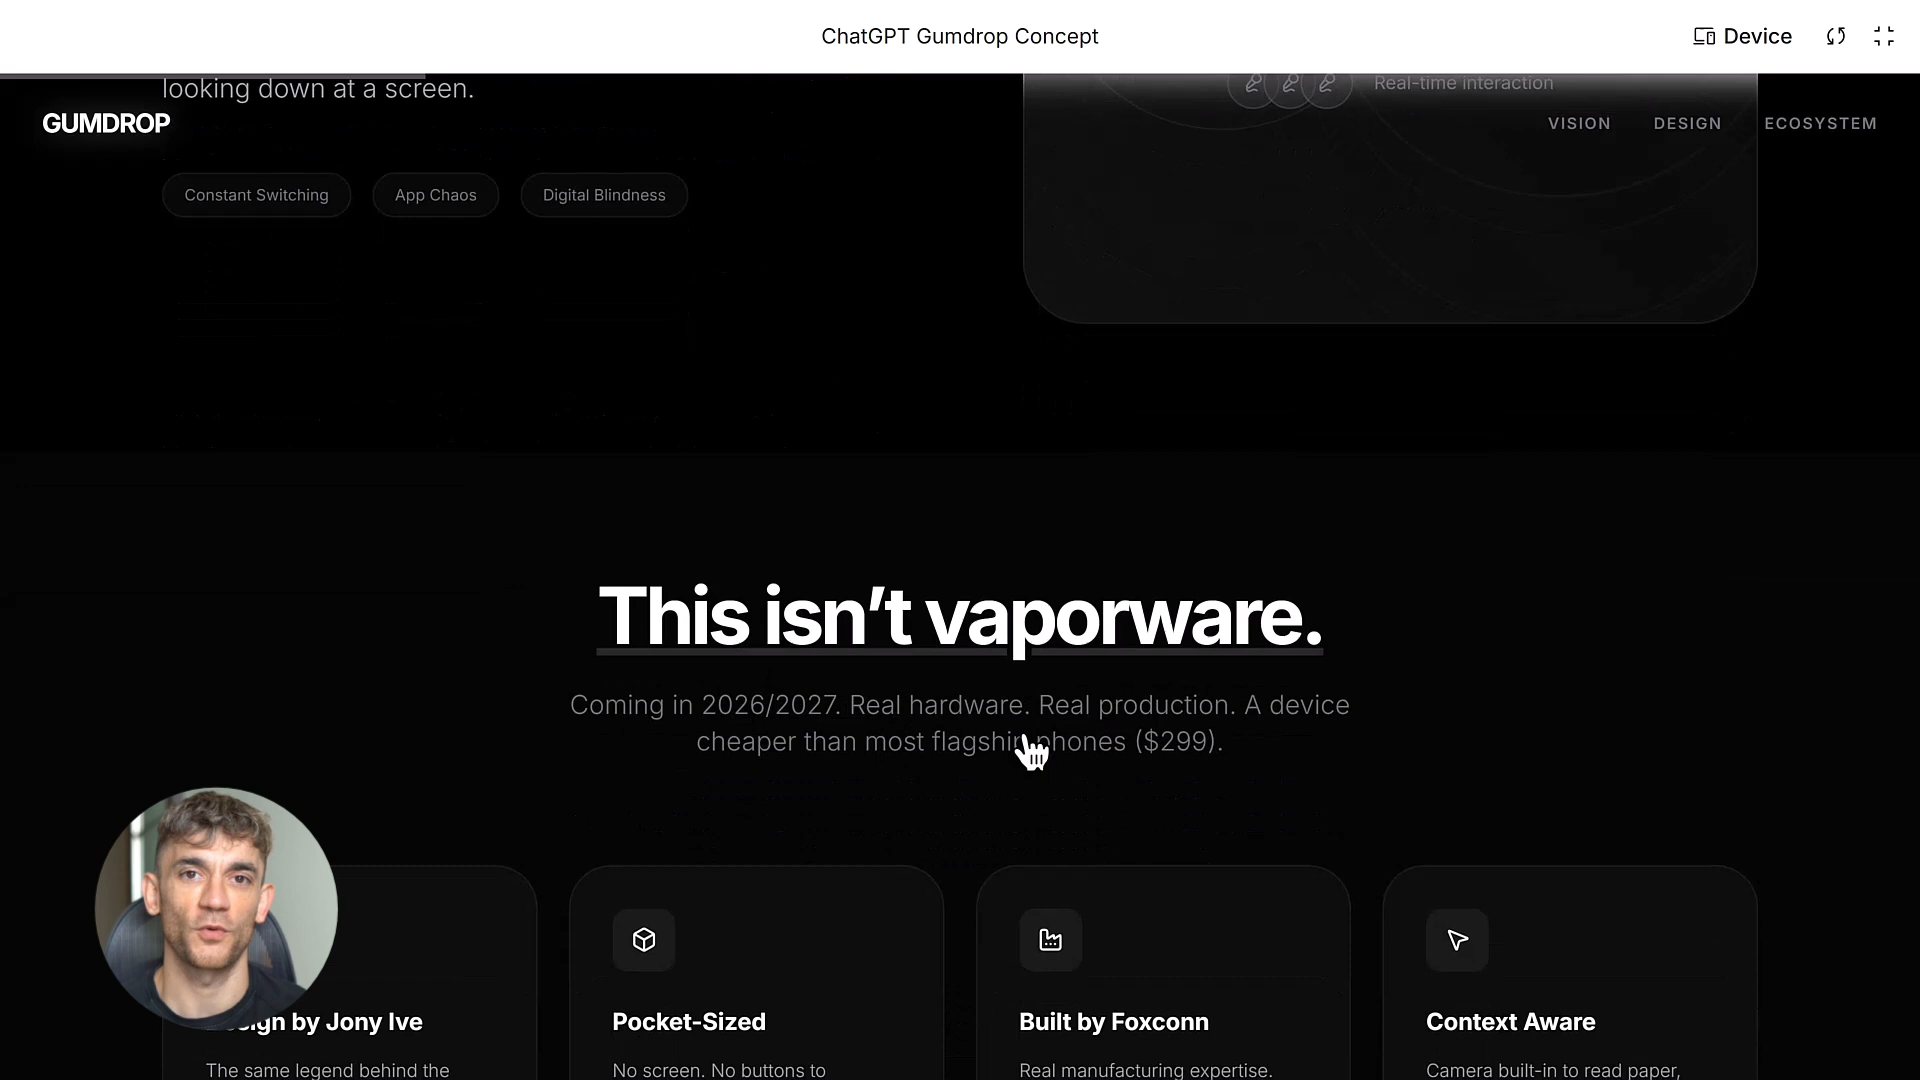 ChatGPT Gumdrop Concept
Device
looking down at a screen.
Real-time interaction
GUMDROP
VISION
DESIGN
ECOSYSTEM
Constant Switching
App Chaos
Digital Blindness
This isn’t vaporware.
Coming in 2026/2027. Real hardware. Real production. A device
cheaper than most flagship phones ($299).
Design by Jony Ive
The same legend behind the
Pocket-Sized
No screen. No buttons to
Built by Foxconn
Real manufacturing expertise.
Context Aware
Camera built-in to read paper,